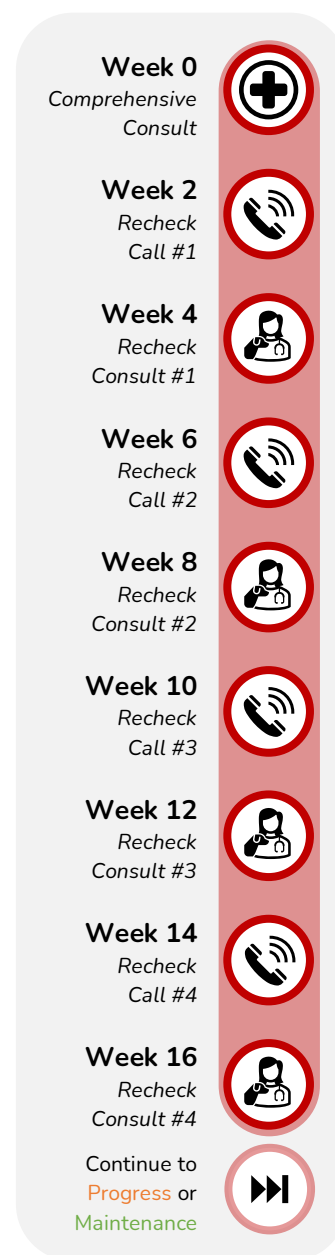 Week 0
Comprehensive
Consult
Week 2
Recheck
Call #1
Week 4
Recheck
Consult #1
Week 6
Recheck
Call #2
Week 8
Recheck
Consult #2
Week 10
Recheck
Call #3
Week 12
Recheck
Consult #3
Week 14
Recheck
Call #4
Week 16
Recheck
Consult #4
Continue to
Progress or
Maintenance